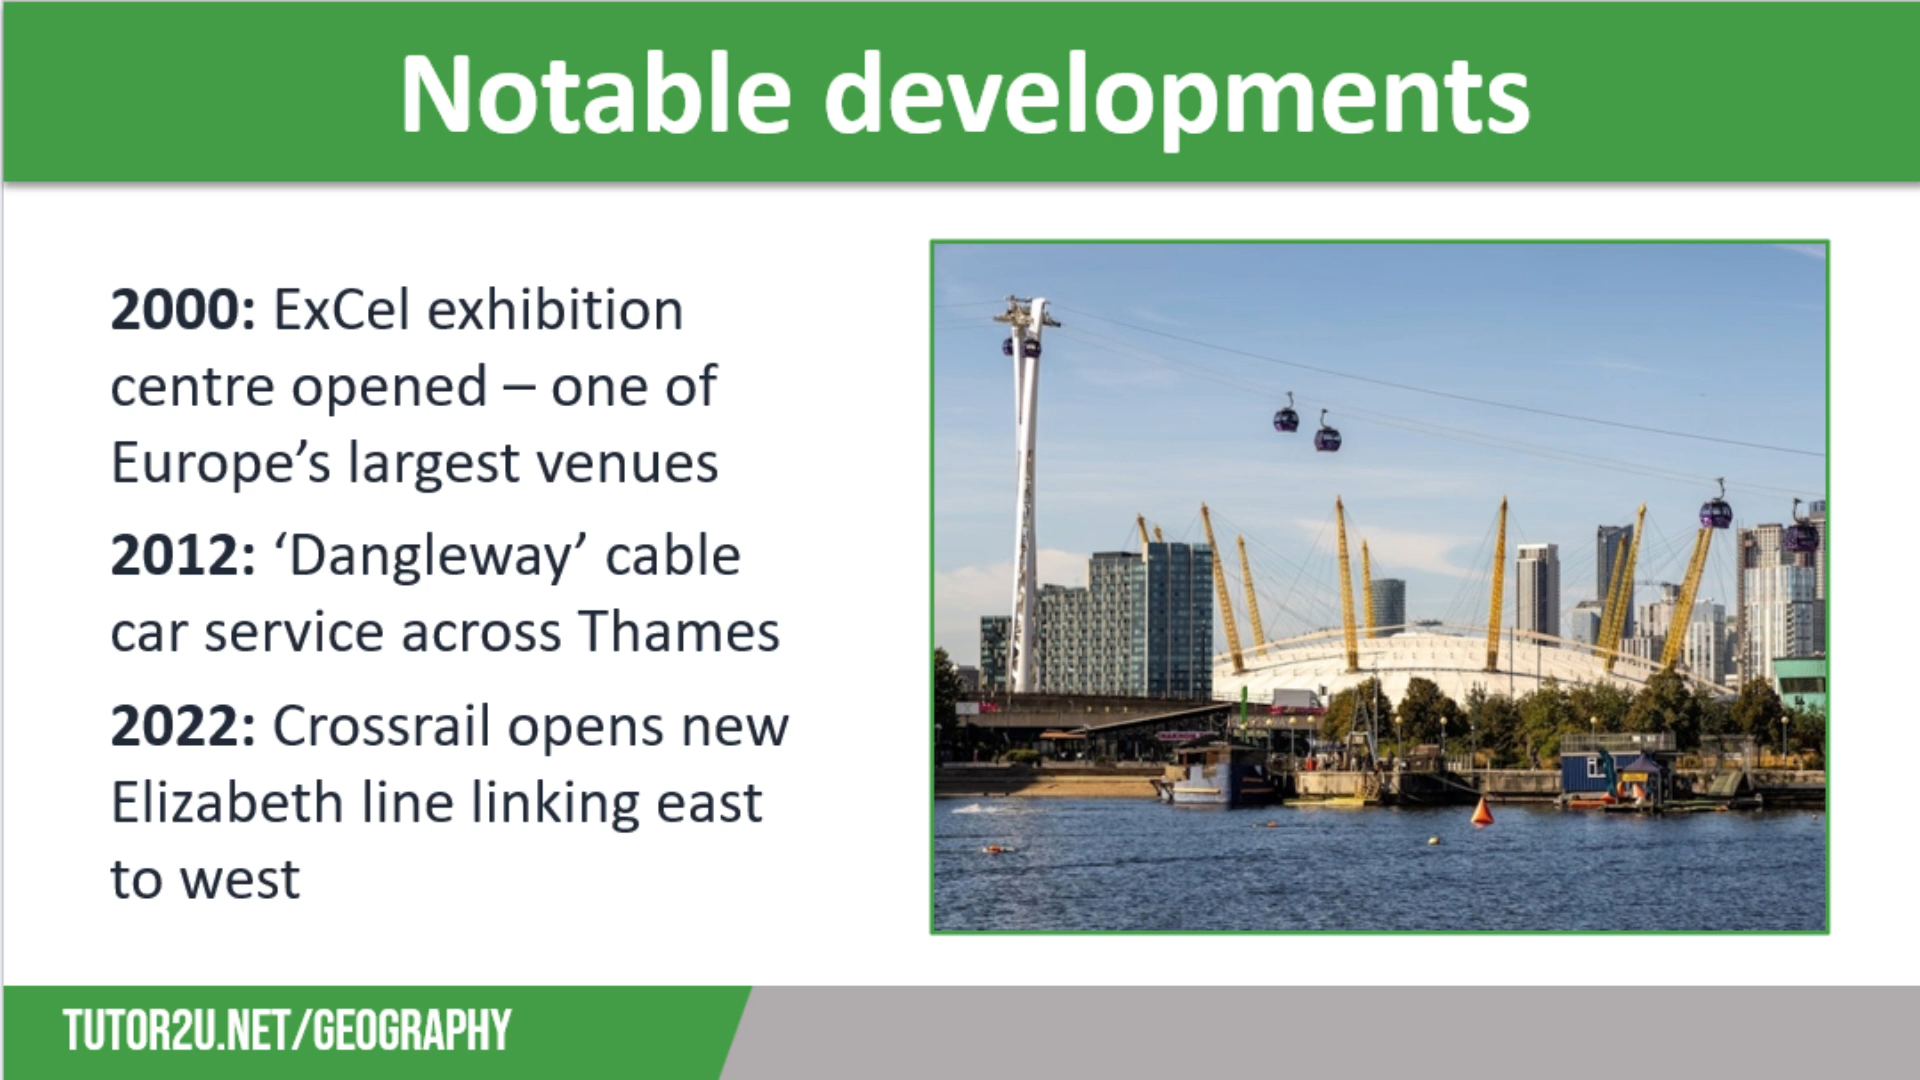 Notable developments
2000: ExCel exhibition
centre opened – one of
Europe’s largest venues
2012: ‘Dangleway’ cable
car service across Thames
2022: Crossrail opens new
Elizabeth line linking east
to west
TUTOR2U.NET/GEOGRAPHY